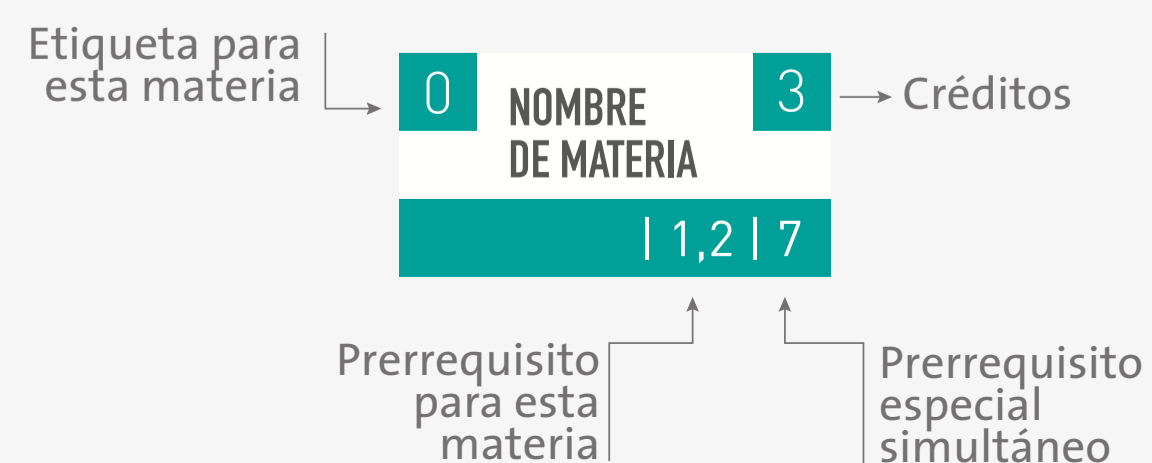 Etiqueta para
esta materia
0
NOMBRE
DE MATERIA
3
Créditos
| 1,2 | 7
Prerrequisito
para esta
materia
Prerrequisito
especial
simultáneo